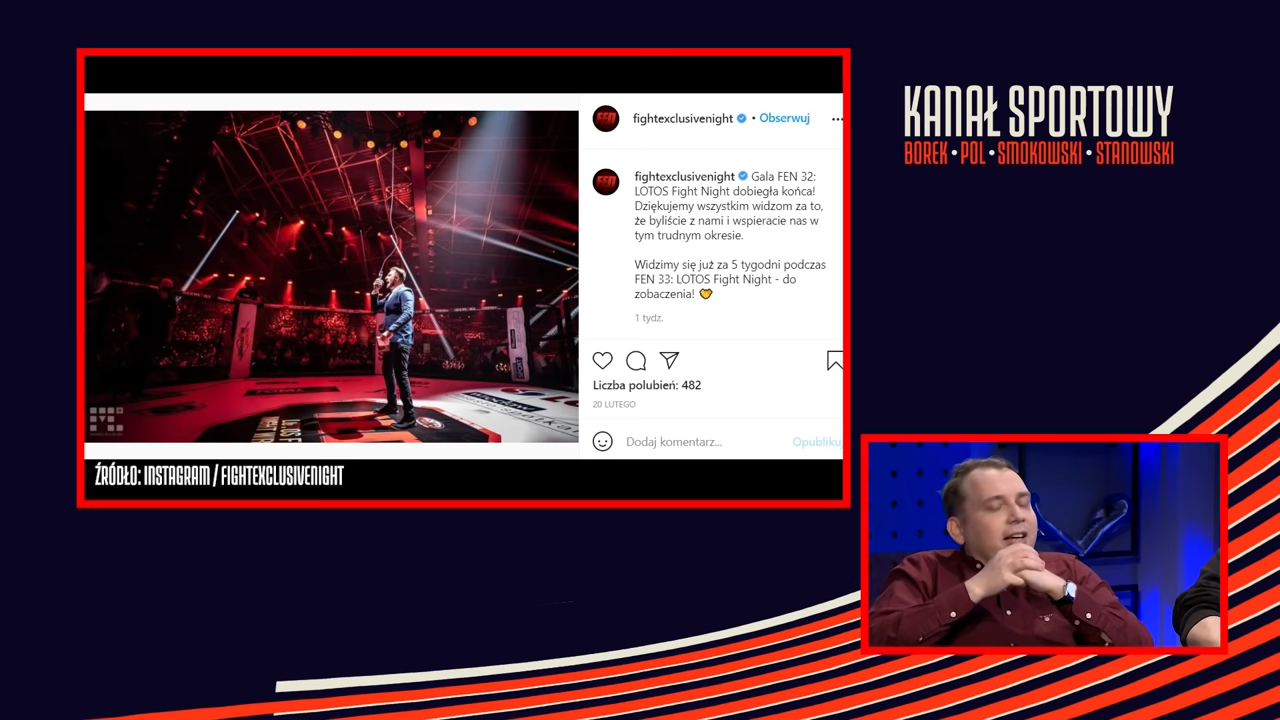 KANAŁ SPORTOWY
BOREK • POL • SMOKOWSKI • STANOWSKI
fightexclusivenight • Obserwuj
fightexclusivenight Gala FEN 32:
LOTOS Fight Night dobiegła końca!
Dziękujemy wszystkim widzom za to,
że byliście z nami i wspieracie nas w
tym trudnym okresie.
Widzimy się już za 5 tygodni podczas
FEN 33: LOTOS Fight Night - do
zobaczenia!
1 tydz.
Liczba polubień: 482
20 LUTEGO
Dodaj komentarz...
Opubliku
ŹRÓDŁO: INSTAGRAM / FIGHTEXCLUSIVENIGHT